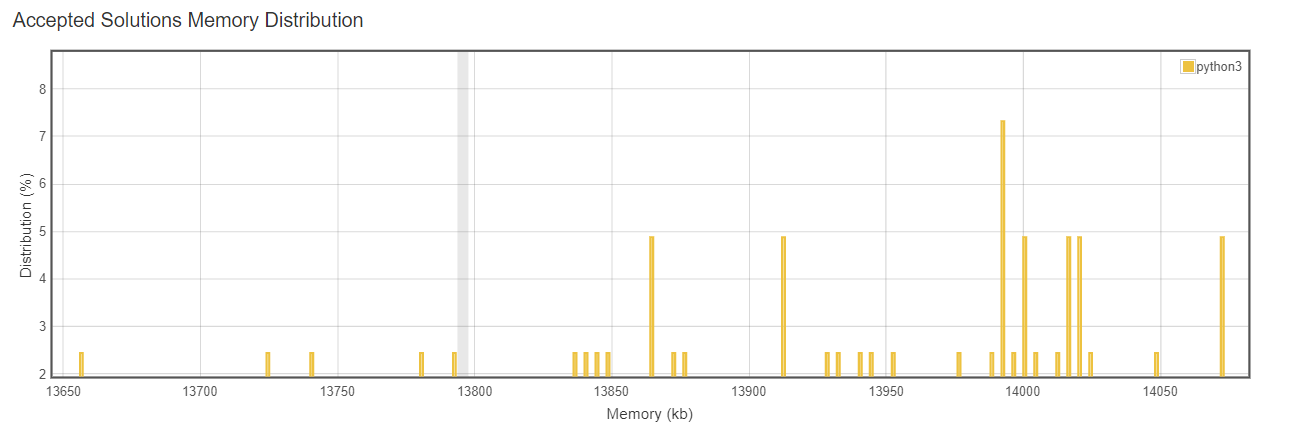 Accepted Solutions Memory Distribution
python3
Distribution (%)
8
7
6
5
4
3
2
13650 13700 13750 13800 13850 13900 13950 14000 14050
Memory (kb)